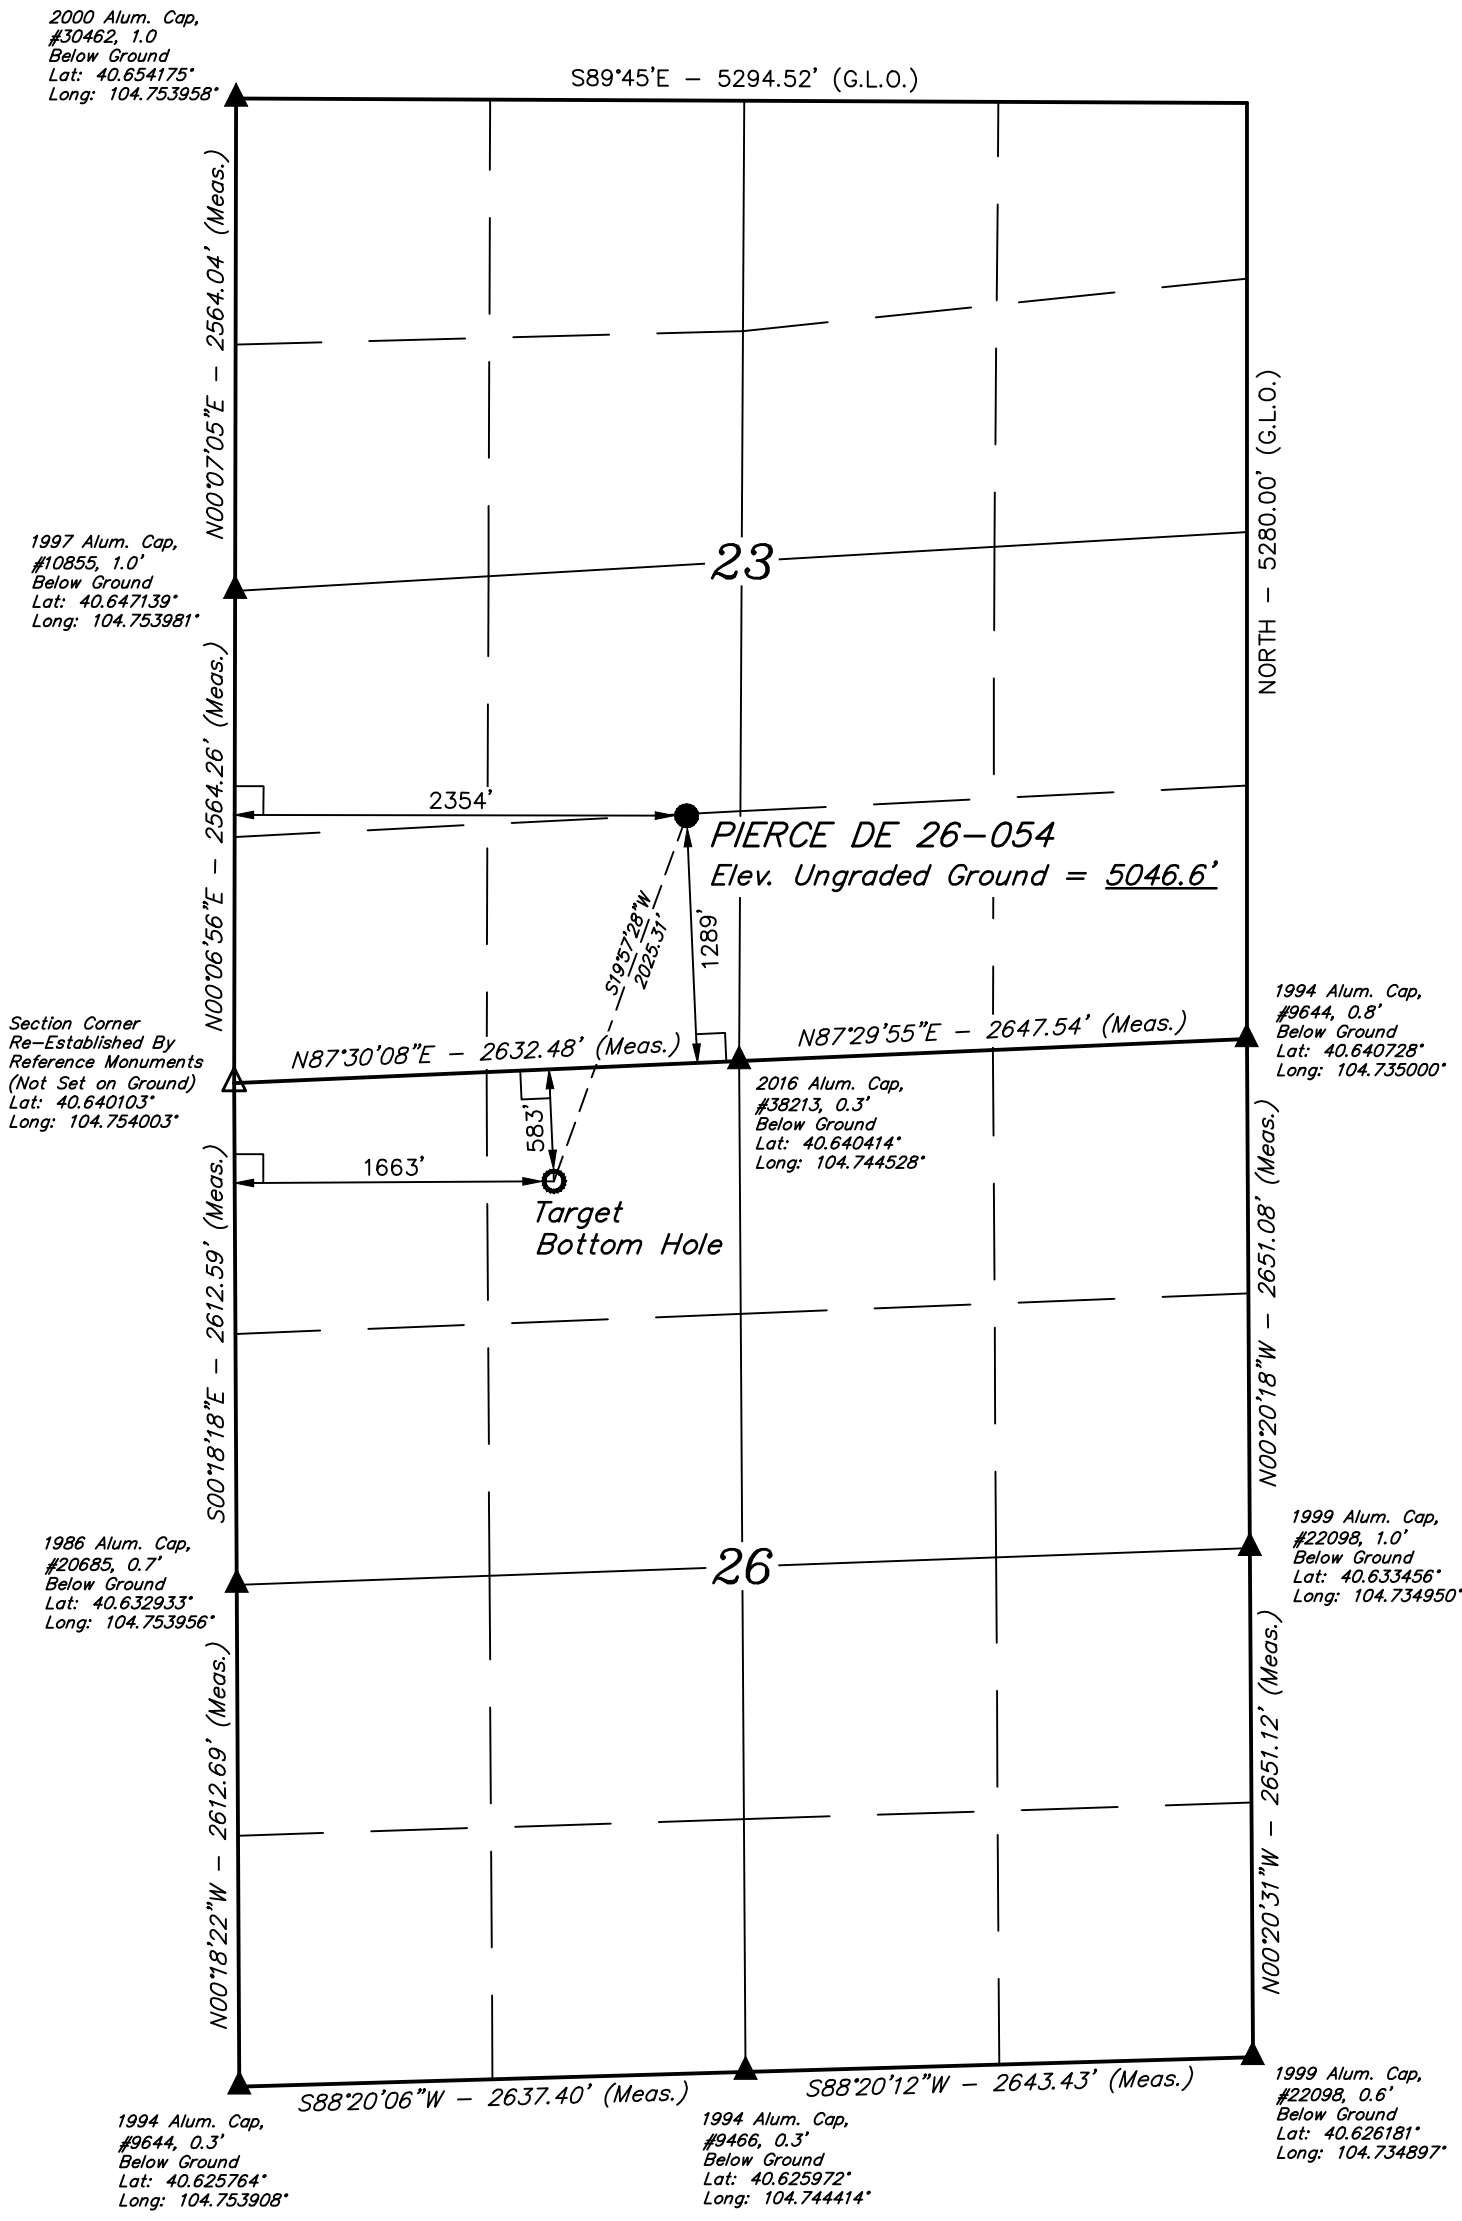 2000 Alum. Cap,
#30462, 1.0
Below Ground
Lat: 40.654175°
Long: 104.753958°
S89°45'E - 5294.52' (G.L.O.)
N00°07'05"E - 2564.04' (Meas.)
NORTH - 5280.00' (G.L.O.)
1997 Alum. Cap,
#10855, 1.0'
Below Ground
Lat: 40.647139°
Long: 104.753981°
23
N00°06'56"E - 2564.26' (Meas.)
2354'
PIERCE DE 26-054
Elev. Ungraded Ground = 5046.6'
S19°57'28"W
2025.31'
1289'
Section Corner
Re-Established By
Reference Monuments
(Not Set on Ground)
Lat: 40.640103°
Long: 104.754003°
N87°30'08"E - 2632.48' (Meas.)
N87°29'55"E - 2647.54' (Meas.)
1994 Alum. Cap,
#9644, 0.8'
Below Ground
Lat: 40.640728°
Long: 104.735000°
2016 Alum. Cap,
#38213, 0.3'
Below Ground
Lat: 40.640414°
Long: 104.744528°
583'
1663'
Target
Bottom Hole
S00°18'18"E - 2612.59' (Meas.)
N00°20'18"W - 2651.08' (Meas.)
1986 Alum. Cap,
#20685, 0.7'
Below Ground
Lat: 40.632933°
Long: 104.753956°
26
1999 Alum. Cap,
#22098, 1.0'
Below Ground
Lat: 40.633456°
Long: 104.734950°
N00°18'22"W - 2612.69' (Meas.)
N00°20'31"W - 2651.12' (Meas.)
S88°20'06"W - 2637.40' (Meas.)
S88°20'12"W - 2643.43' (Meas.)
1994 Alum. Cap,
#9644, 0.3'
Below Ground
Lat: 40.625764°
Long: 104.753908°
1994 Alum. Cap,
#9466, 0.3'
Below Ground
Lat: 40.625972°
Long: 104.744414°
1999 Alum. Cap,
#22098, 0.6'
Below Ground
Lat: 40.626181°
Long: 104.734897°